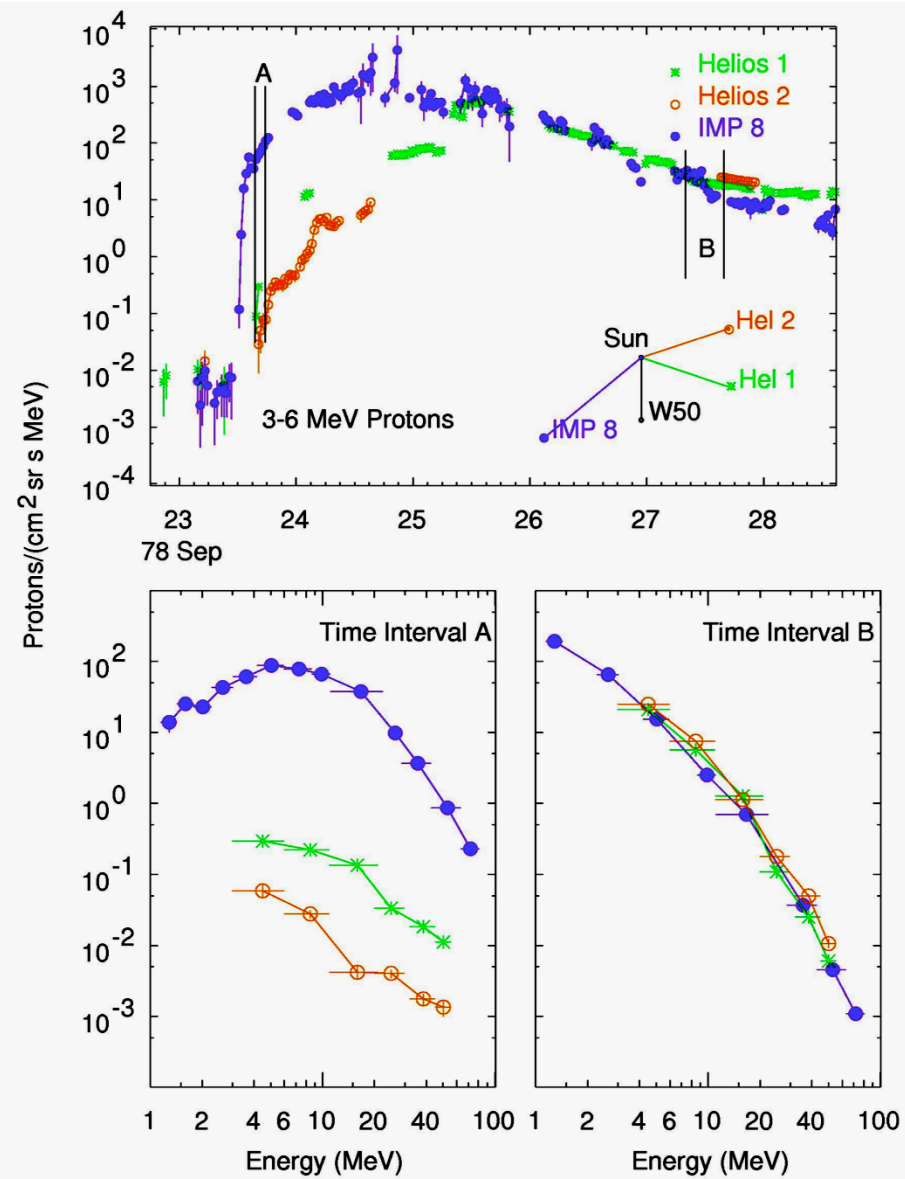 10^4
10^3
10^2
10^1
10^0
10^-1
10^-2
10^-3
10^-4
A
Helios 1
Helios 2
IMP 8
B
Sun
Hel 2
Hel 1
W50
IMP 8
3-6 MeV Protons
23 24 25 26 27 28
78 Sep
Protons/(cm^2 sr s MeV)
Time Interval A
10^2
10^1
10^0
10^-1
10^-2
10^-3
1 2 4 6 10 20 40 100
Energy (MeV)
Time Interval B
1 2 4 6 10 20 40 100
Energy (MeV)